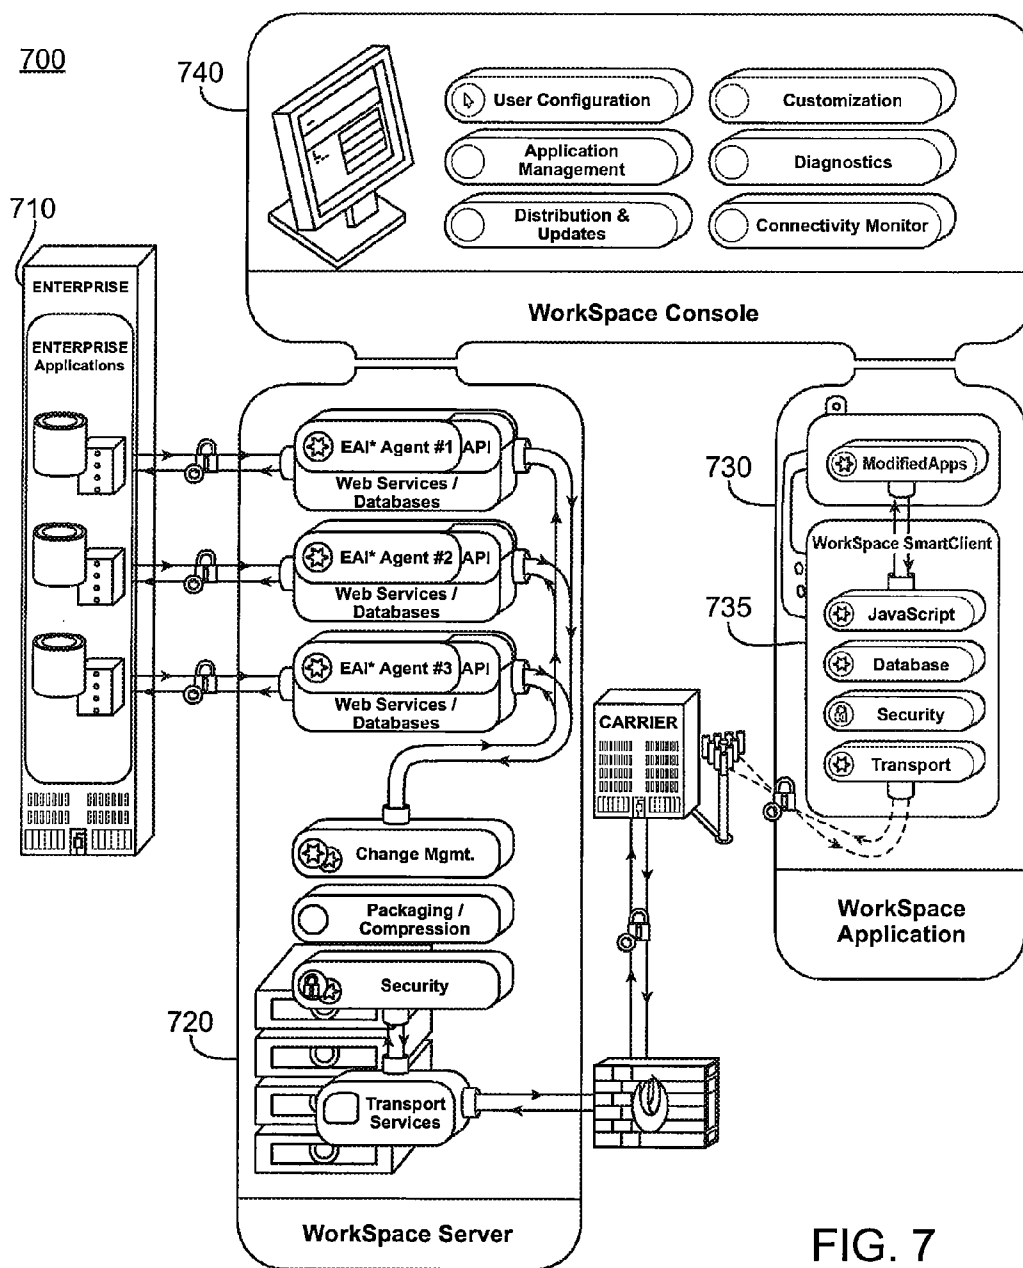 700
740
User Configuration
Customization
Application
Management
Diagnostics
Distribution &
Updates
Connectivity Monitor
WorkSpace Console
710
ENTERPRISE
ENTERPRISE
Applications
EAI* Agent #1
API
Web Services /
Databases
EAI* Agent #2
API
Web Services /
Databases
EAI* Agent #3
API
Web Services /
Databases
Change Mgmt.
Packaging /
Compression
Security
720
Transport
Services
WorkSpace Server
CARRIER
730
ModifiedApps
WorkSpace SmartClient
735
JavaScript
Database
Security
Transport
WorkSpace
Application
FIG. 7